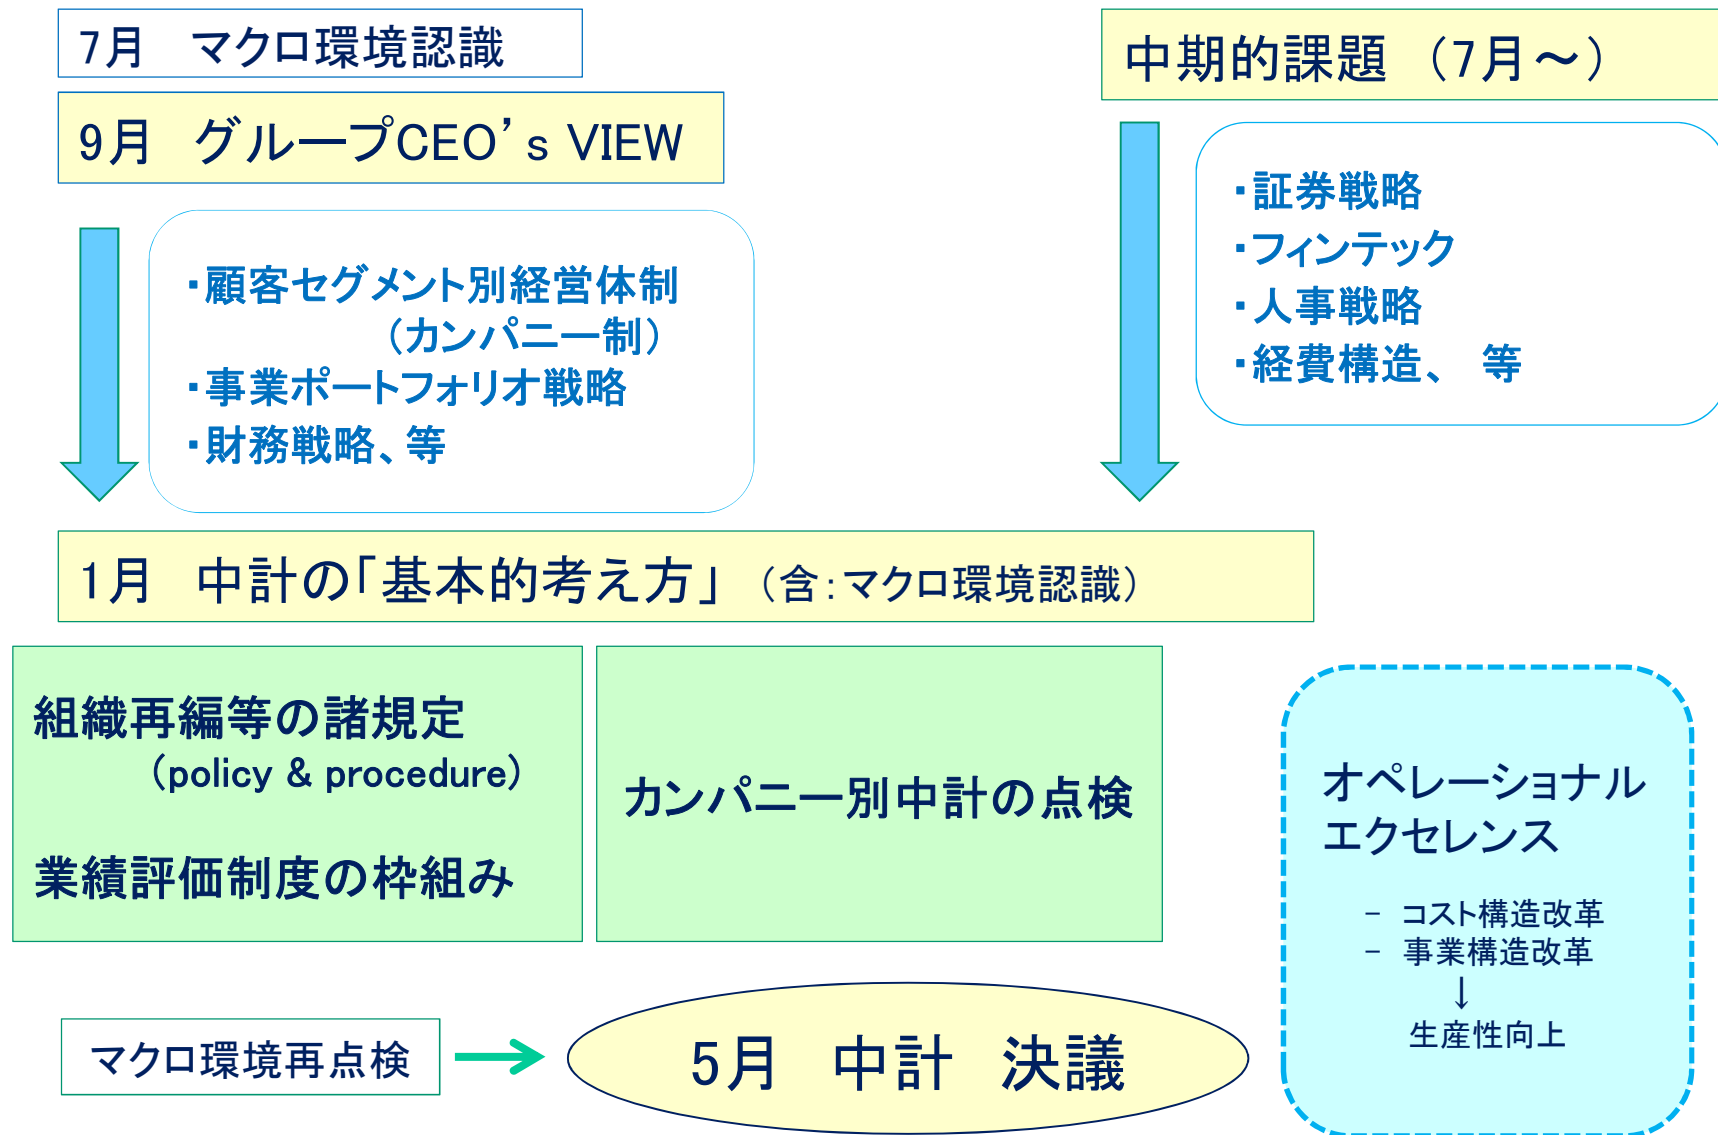 7月　マクロ環境認識
9月　グループCEO’s VIEW
・顧客セグメント別経営体制
（カンパニー制）
・事業ポートフォリオ戦略
・財務戦略、等
中期的課題 （7月～）
・証券戦略
・フィンテック
・人事戦略
・経費構造、 等
1月　中計の「基本的考え方」 （含：マクロ環境認識）
組織再編等の諸規定
（policy & procedure）
業績評価制度の枠組み
カンパニー別中計の点検
オペレーショナル
エクセレンス
－ コスト構造改革
－ 事業構造改革
↓
生産性向上
マクロ環境再点検
5月　中計　決議